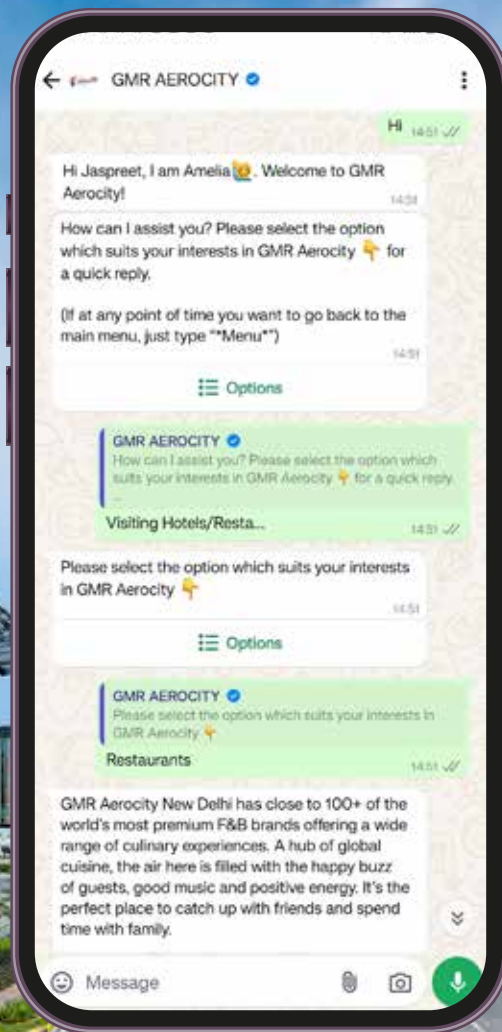 GMR AEROCITY
Hi 14:51
Hi Jaspreet, I am Amelia. Welcome to GMR
Aerocity!
14:51
How can I assist you? Please select the option
which suits your interests in GMR Aerocity 👇 for
a quick reply.
(If at any point of time you want to go back to the
main menu, just type "*Menu*")
14:51
Options
GMR AEROCITY
How can I assist you? Please select the option which
suits your interests in GMR Aerocity 👇 for a quick reply.
...
Visiting Hotels/Resta...
14:51
Please select the option which suits your interests
in GMR Aerocity 👇
14:51
Options
GMR AEROCITY
Please select the option which suits your interests in
GMR Aerocity 👇
Restaurants
14:51
GMR Aerocity New Delhi has close to 100+ of the
world's most premium F&B brands offering a wide
range of culinary experiences. A hub of global
cuisine, the air here is filled with the happy buzz
of guests, good music and positive energy. It's the
perfect place to catch up with friends and spend
time with family.
Message